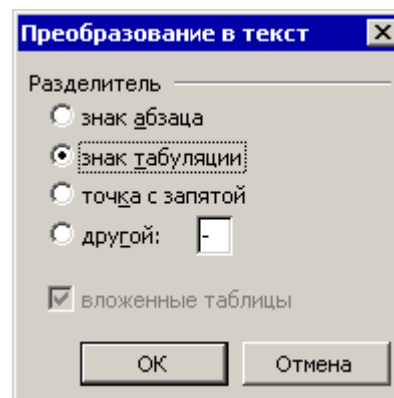 Преобразование в текст
Разделитель
знак абзаца
знак табуляции
точка с запятой
другой: -
вложенные таблицы
ОК Отмена